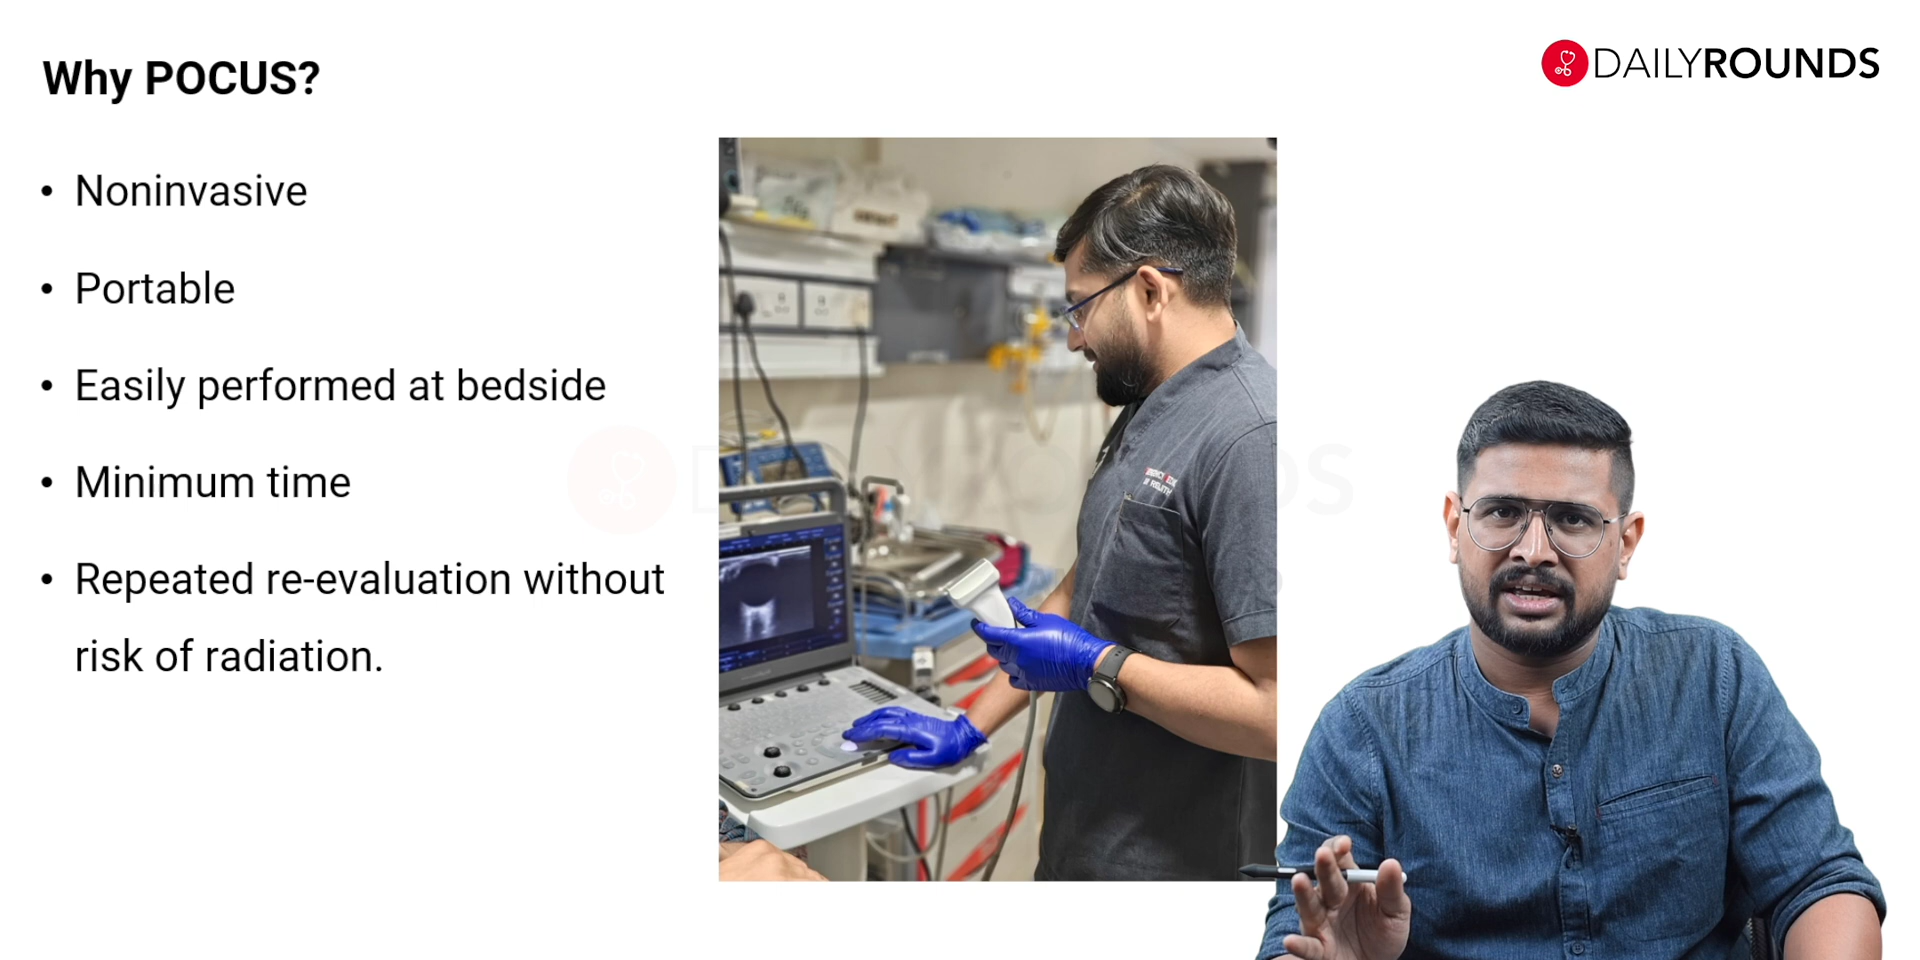 Why POCUS?
DAILYROUNDS
• Noninvasive
• Portable
• Easily performed at bedside
• Minimum time
• Repeated re-evaluation without
risk of radiation.